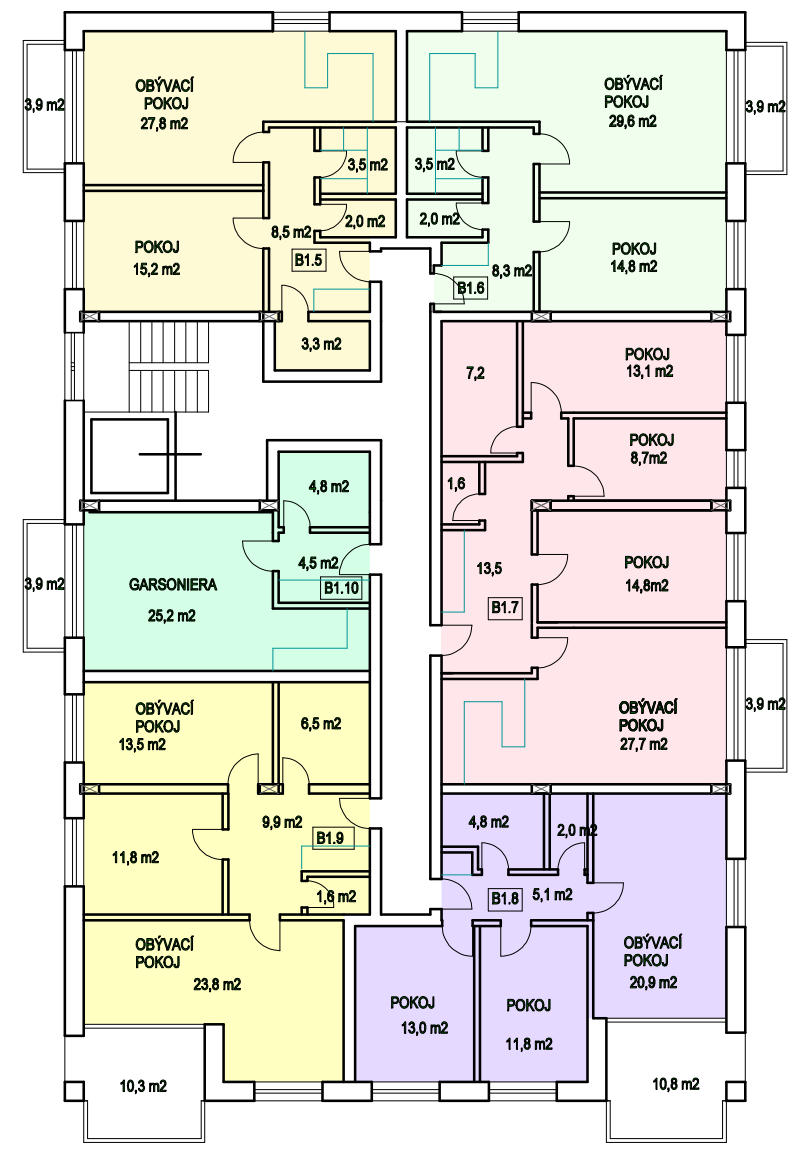 OBÝVACÍ
POKOJ
27,8 m2
3,9 m2
3,5 m2
2,0 m2
8,5 m2
B1.5
POKOJ
15,2 m2
3,3 m2
OBÝVACÍ
POKOJ
29,6 m2
3,9 m2
3,5 m2
2,0 m2
8,3 m2
B1.6
POKOJ
14,8 m2
7,2
POKOJ
13,1 m2
POKOJ
8,7m2
1,6
13,5
B1.7
POKOJ
14,8m2
OBÝVACÍ
POKOJ
27,7 m2
3,9 m2
4,8 m2
4,5 m2
B1.10
GARSONIERA
25,2 m2
3,9 m2
OBÝVACÍ
POKOJ
13,5 m2
6,5 m2
9,9 m2
B1.9
11,8 m2
1,6 m2
OBÝVACÍ
POKOJ
23,8 m2
10,3 m2
4,8 m2
2,0 m2
5,1 m2
B1.8
OBÝVACÍ
POKOJ
20,9 m2
POKOJ
13,0 m2
POKOJ
11,8 m2
10,8 m2